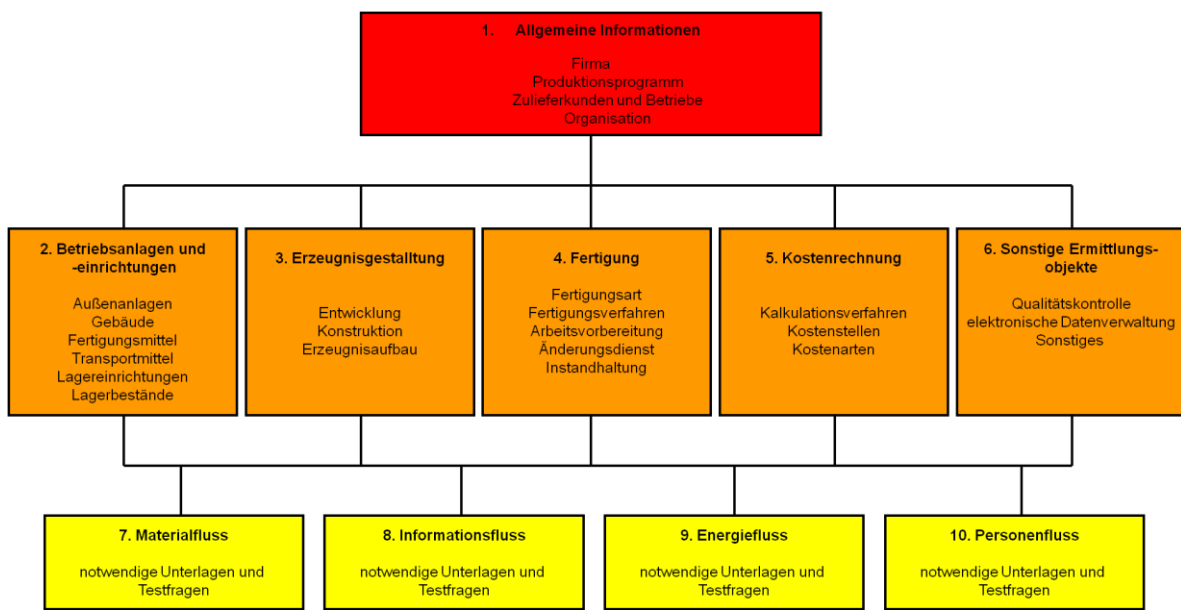 1. Allgemeine Informationen
Firma
Produktionsprogramm
Zulieferkunden und Betriebe
Organisation
2. Betriebsanlagen und
-einrichtungen
Außenanlagen
Gebäude
Fertigungsmittel
Transportmittel
Lagereinrichtungen
Lagerbestände
3. Erzeugnisgestalltung
Entwicklung
Konstruktion
Erzeugnisaufbau
4. Fertigung
Fertigungsart
Fertigungsverfahren
Arbeitsvorbereitung
Änderungsdienst
Instandhaltung
5. Kostenrechnung
Kalkulationsverfahren
Kostenstellen
Kostenarten
6. Sonstige Ermittlungs-
objekte
Qualitätskontrolle
elektronische Datenverwaltung
Sonstiges
7. Materialfluss
notwendige Unterlagen und
Testfragen
8. Informationsfluss
notwendige Unterlagen und
Testfragen
9. Energiefluss
notwendige Unterlagen und
Testfragen
10. Personenfluss
notwendige Unterlagen und
Testfragen